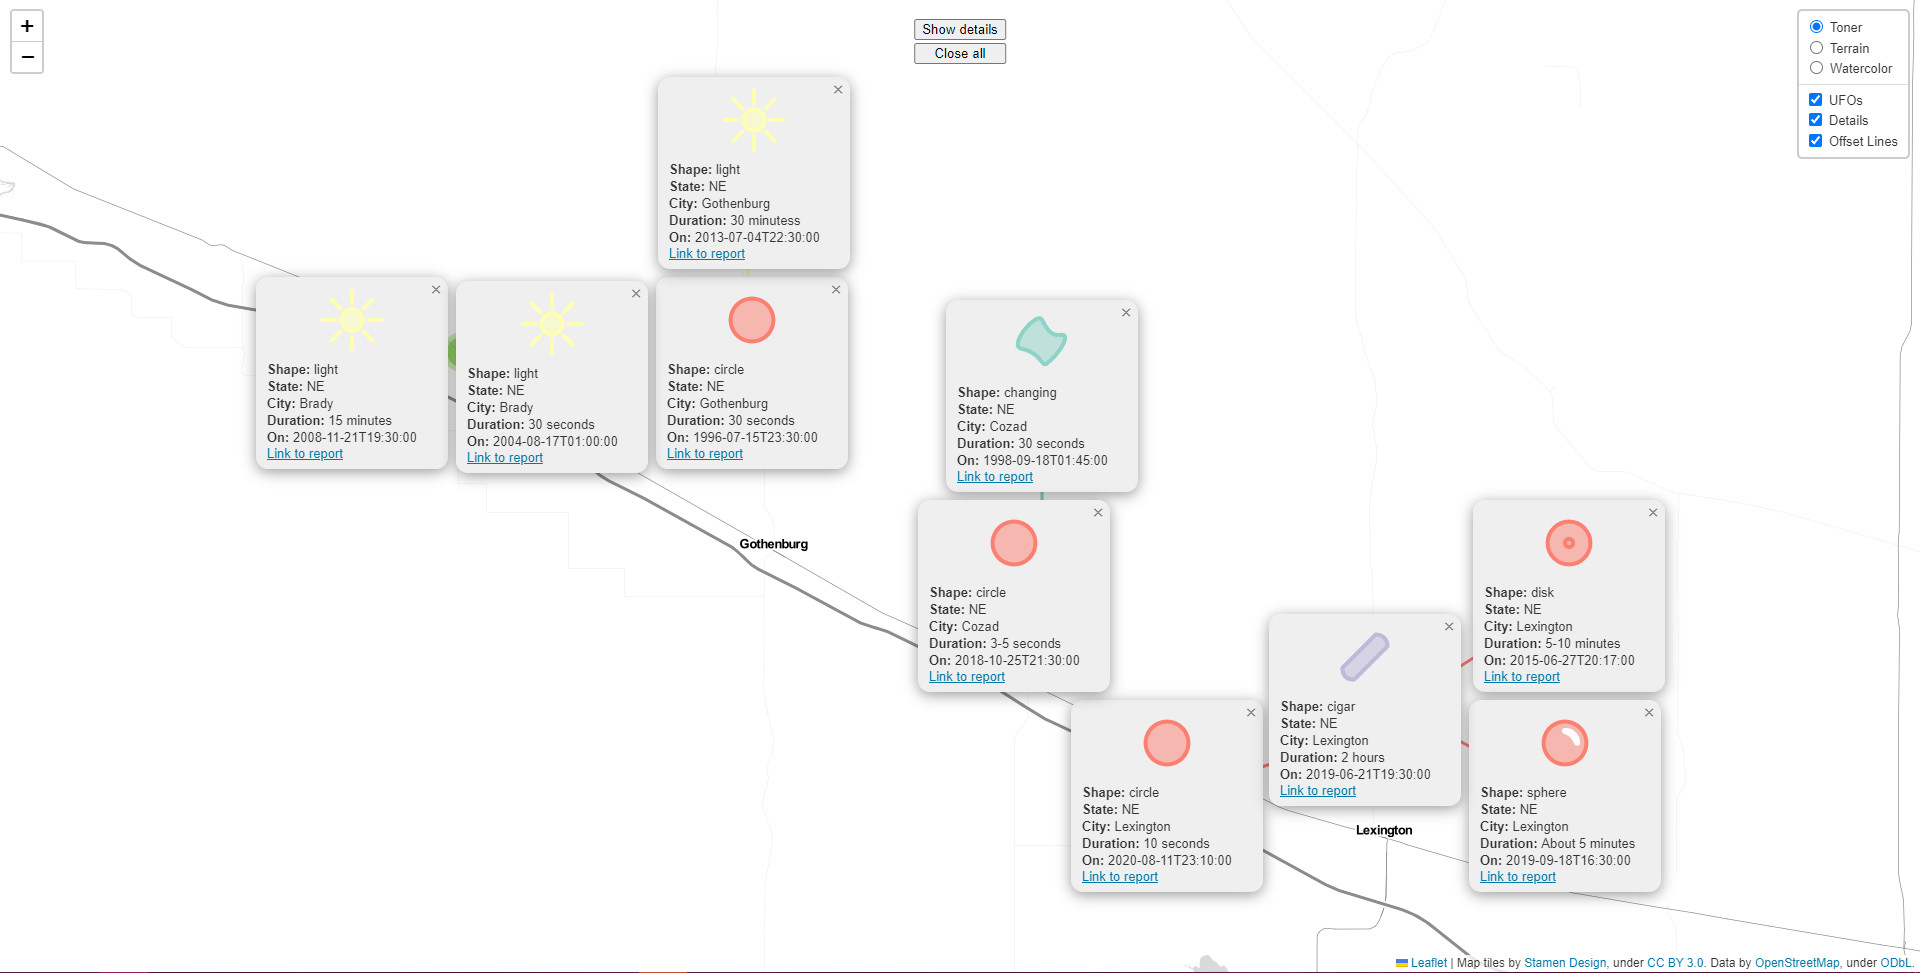 +
−
Show details
Close all
Toner
Terrain
Watercolor
UFOs
Details
Offset Lines
×
Shape: light
State: NE
City: Gothenburg
Duration: 30 minutess
On: 2013-07-04T22:30:00
Link to report
×
Shape: light
State: NE
City: Brady
Duration: 15 minutes
On: 2008-11-21T19:30:00
Link to report
×
Shape: light
State: NE
City: Brady
Duration: 30 seconds
On: 2004-08-17T01:00:00
Link to report
×
Shape: circle
State: NE
City: Gothenburg
Duration: 30 seconds
On: 1996-07-15T23:30:00
Link to report
×
Shape: changing
State: NE
City: Cozad
Duration: 30 seconds
On: 1998-09-18T01:45:00
Link to report
Gothenburg
×
Shape: circle
State: NE
City: Cozad
Duration: 3-5 seconds
On: 2018-10-25T21:30:00
Link to report
×
Shape: disk
State: NE
City: Lexington
Duration: 5-10 minutes
On: 2015-06-27T20:17:00
Link to report
×
Shape: cigar
State: NE
City: Lexington
Duration: 2 hours
On: 2019-06-21T19:30:00
Link to report
×
Shape: circle
State: NE
City: Lexington
Duration: 10 seconds
On: 2020-08-11T23:10:00
Link to report
×
Shape: sphere
State: NE
City: Lexington
Duration: About 5 minutes
On: 2019-09-18T16:30:00
Link to report
Lexington
Leaflet | Map tiles by Stamen Design, under CC BY 3.0. Data by OpenStreetMap, under ODbL.